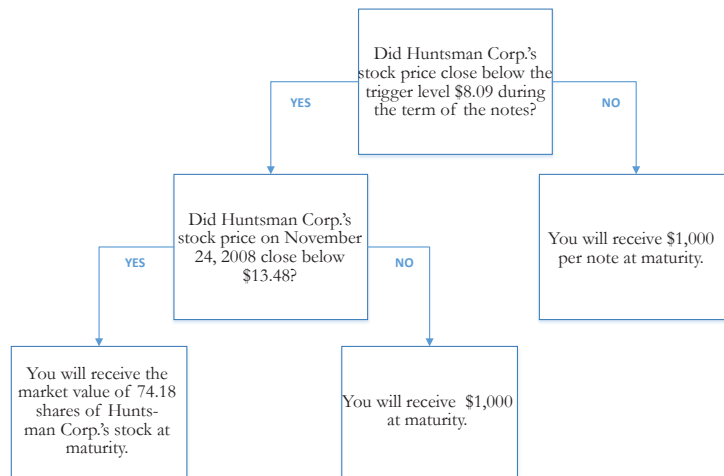 Did Huntsman Corp.'s
stock price close below the
trigger level $8.09 during
the term of the notes?
YES
NO
Did Huntsman Corp.'s
stock price on November
24, 2008 close below
$13.48?
You will receive $1,000
per note at maturity.
YES
NO
You will receive the
market value of 74.18
shares of Hunts-
man Corp.'s stock at
maturity.
You will receive $1,000
at maturity.